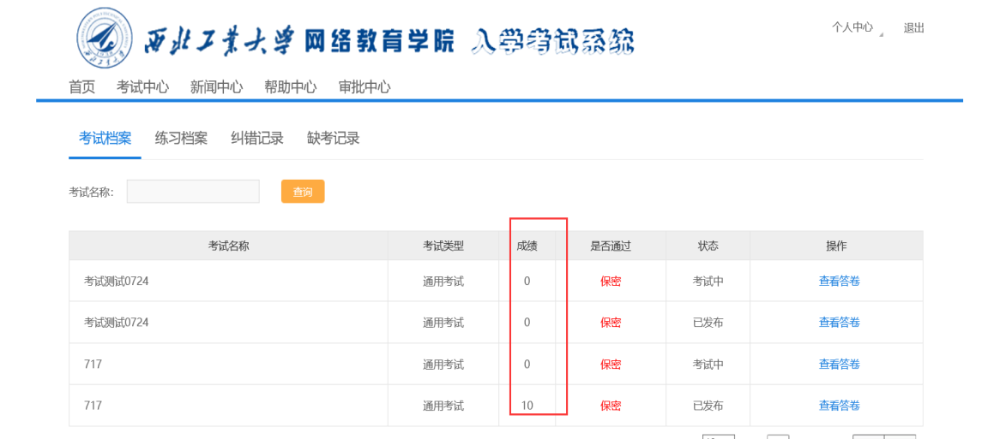 西北工业大学 网络教育学院 入学考试系统
个人中心 退出
首页 考试中心 新闻中心 帮助中心 审批中心
考试档案 练习档案 纠错记录 缺考记录
考试名称: 查询
考试名称 考试类型 成绩 是否通过 状态 操作
考试测试0724 通用考试 0 保密 考试中 查看答卷
考试测试0724 通用考试 0 保密 已发布 查看答卷
717 通用考试 0 保密 考试中 查看答卷
717 通用考试 10 保密 已发布 查看答卷